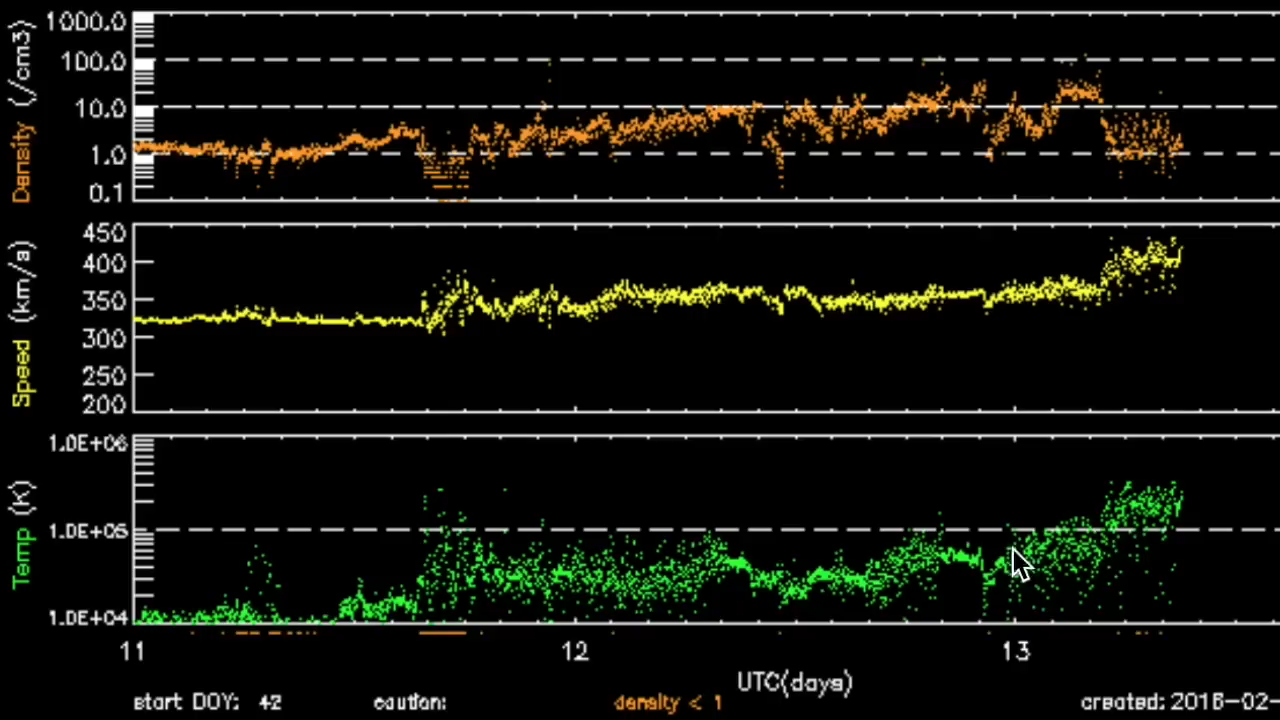 1000.0
100.0
10.0
1.0
0.1
Density (/cm3)
450
400
350
300
250
200
Speed (km/a)
1.0E+06
1.0E+05
1.0E+04
Temp (K)
11 12 13
UTC(days)
start DOY: 42 caution: density < 1 created: 2016-02-